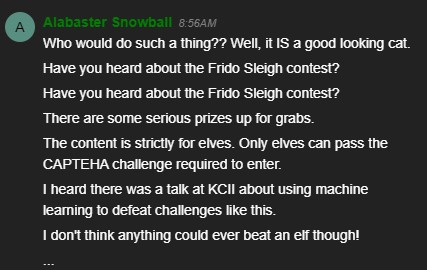 A
Alabaster Snowball 8:56AM
Who would do such a thing?? Well, it IS a good looking cat.
Have you heard about the Frido Sleigh contest?
Have you heard about the Frido Sleigh contest?
There are some serious prizes up for grabs.
The content is strictly for elves. Only elves can pass the
CAPTEHA challenge required to enter.
I heard there was a talk at KCII about using machine
learning to defeat challenges like this.
I don't think anything could ever beat an elf though!
...